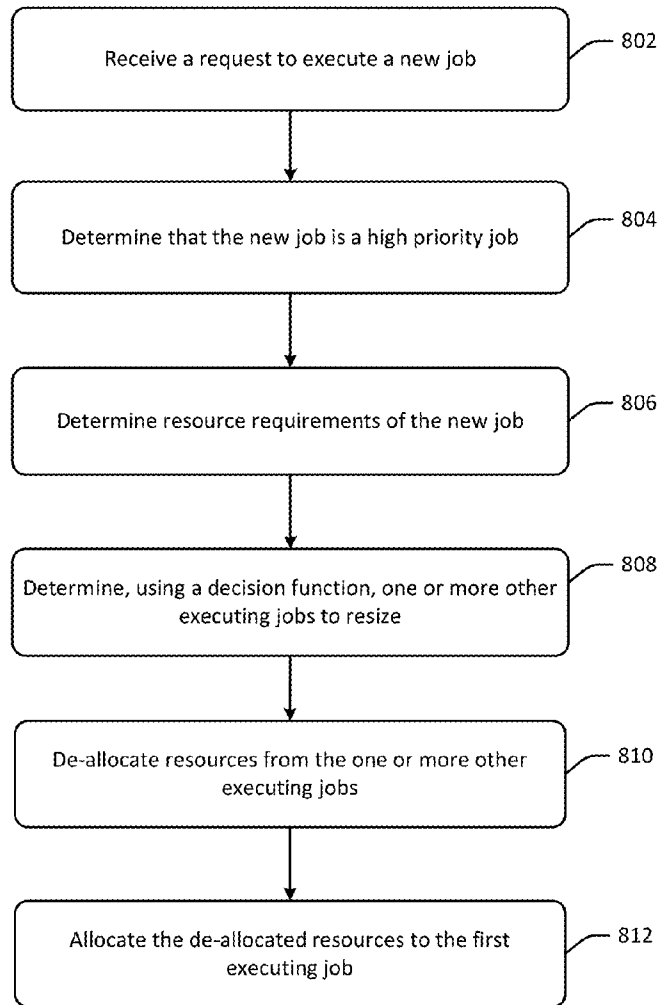 Receive a request to execute a new job
802
Determine that the new job is a high priority job
804
Determine resource requirements of the new job
806
Determine, using a decision function, one or more other
executing jobs to resize
808
De-allocate resources from the one or more other
executing jobs
810
Allocate the de-allocated resources to the first
executing job
812